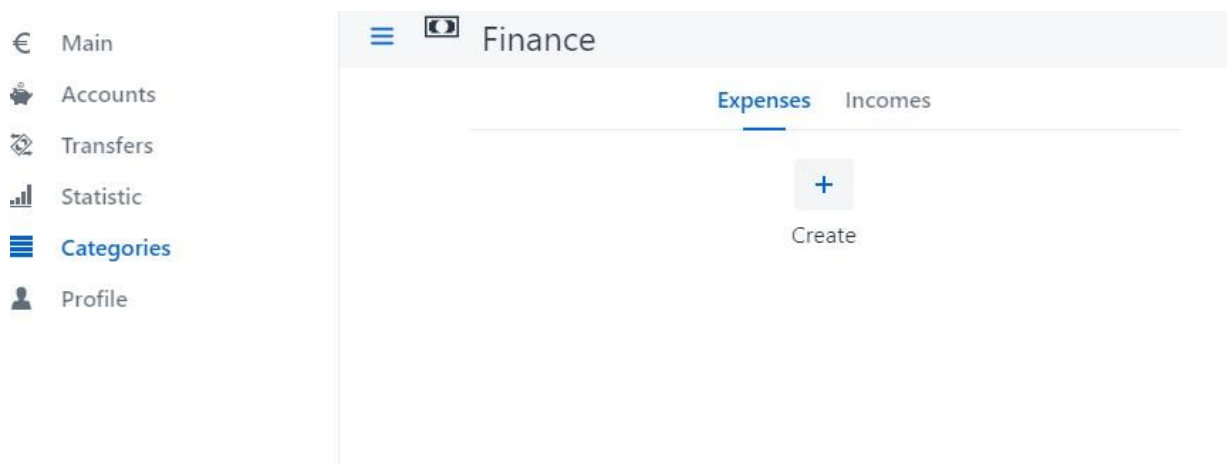 € Main
Accounts
Transfers
Statistic
Categories
Profile
Finance
Expenses Incomes
+
Create